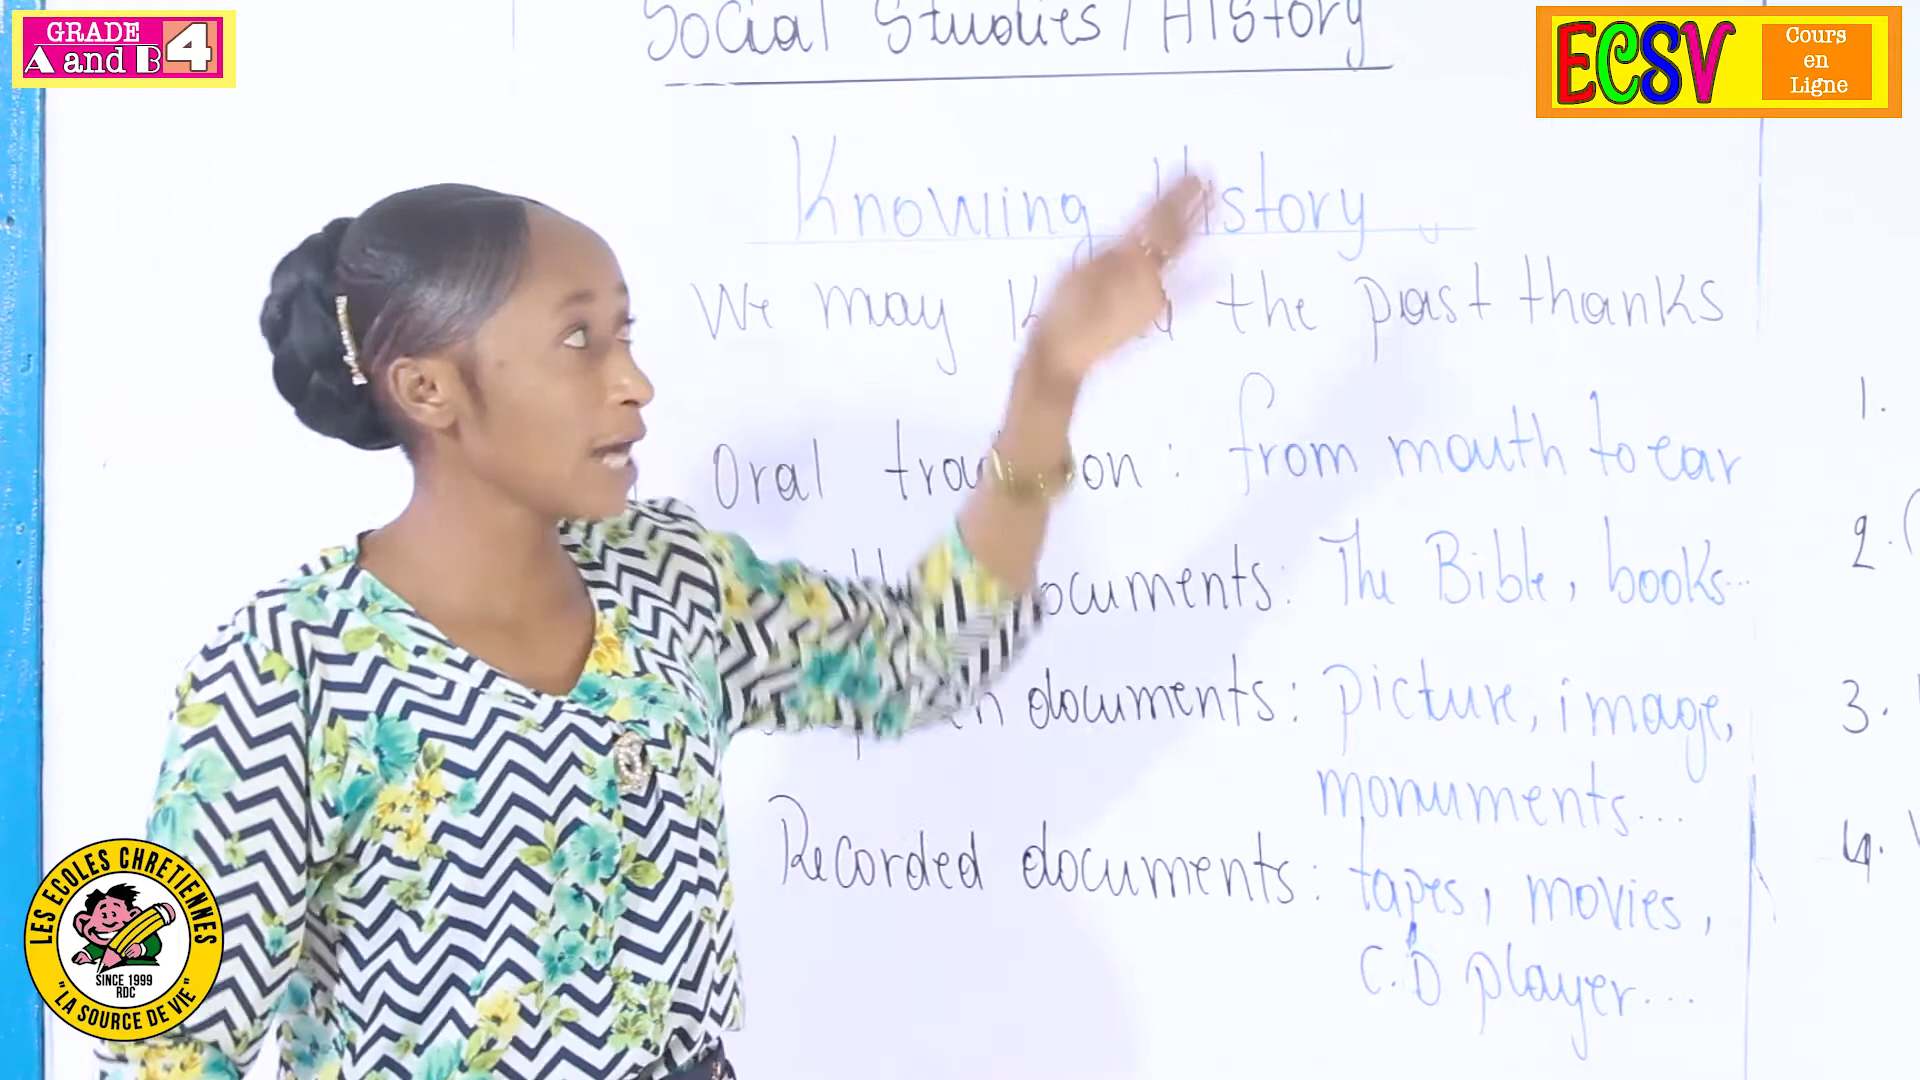 GRADE
A and B 4
ECSV
Cours
en
Ligne
Social Studies / History
Knowing History
We may the past thanks
Oral tradition : from mouth to ear
documents : The Bible, books...
documents : picture, image,
monuments...
Recorded documents : tapes, movies,
C.D player...
1.
2.
3.
4.
LES ECOLES CHRETIENNES
SINCE 1999
RDC
"LA SOURCE DE VIE"